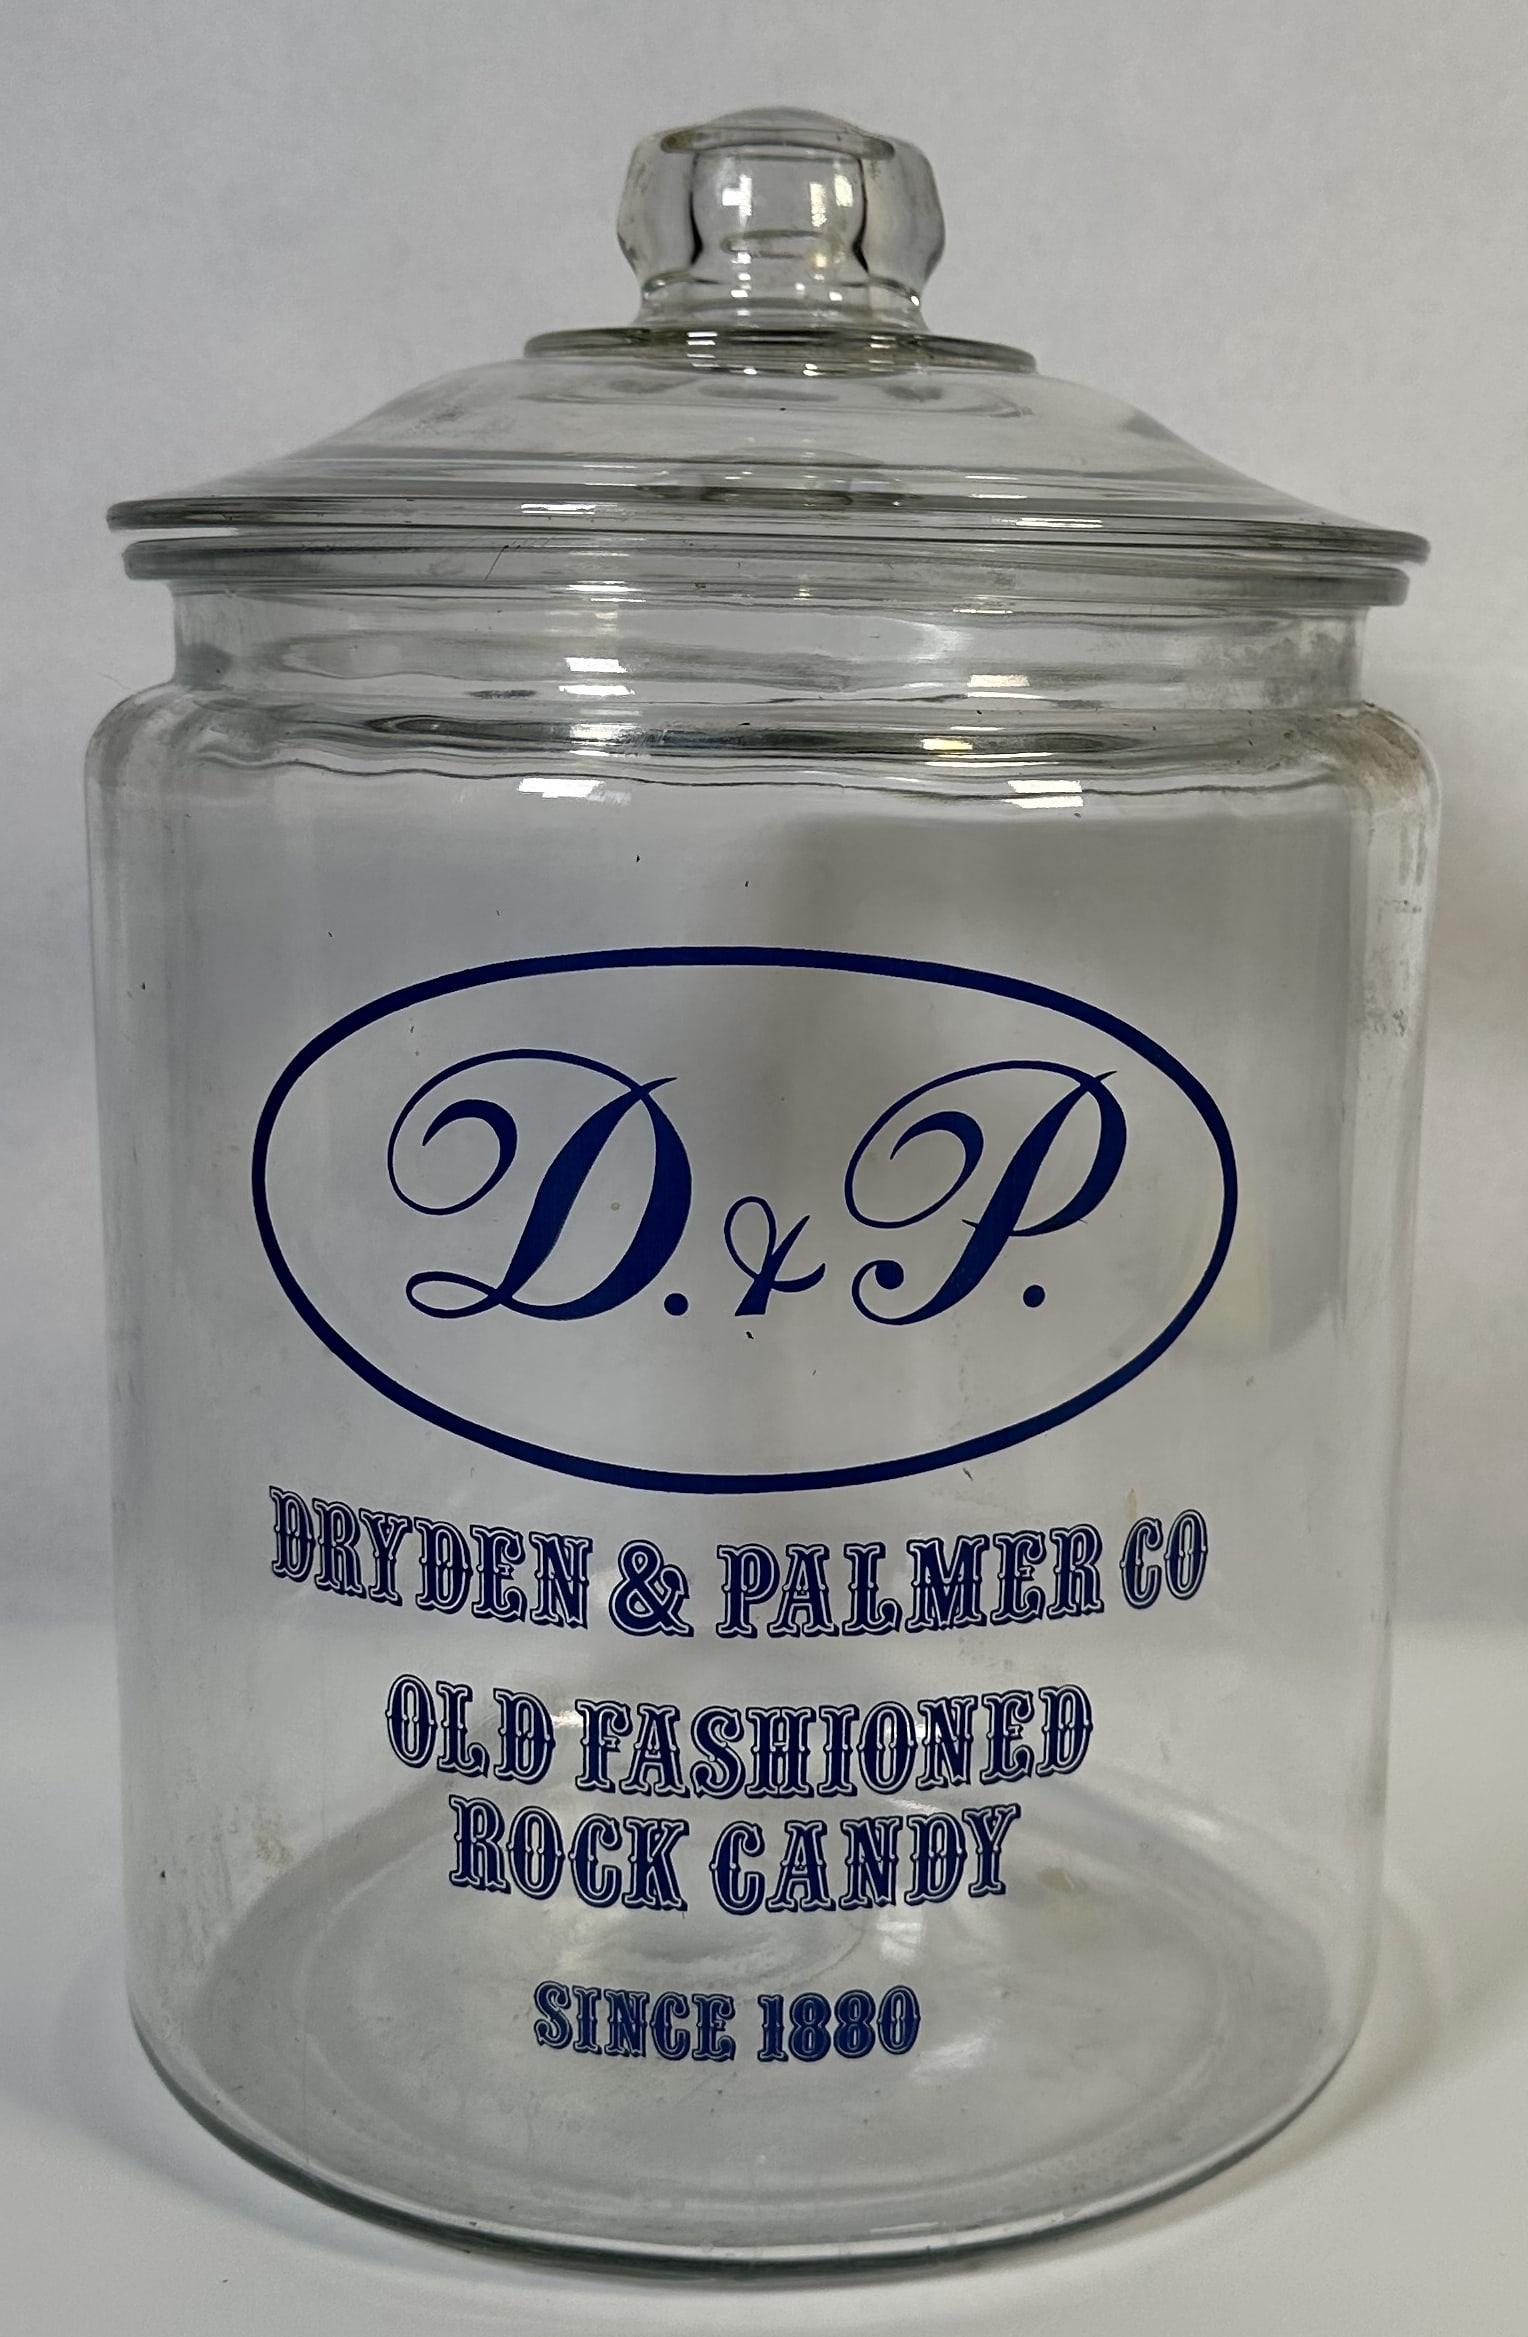 D. & P.
DRYDEN & PALMER CO
OLD FASHIONED
ROCK CANDY
SINCE 1880